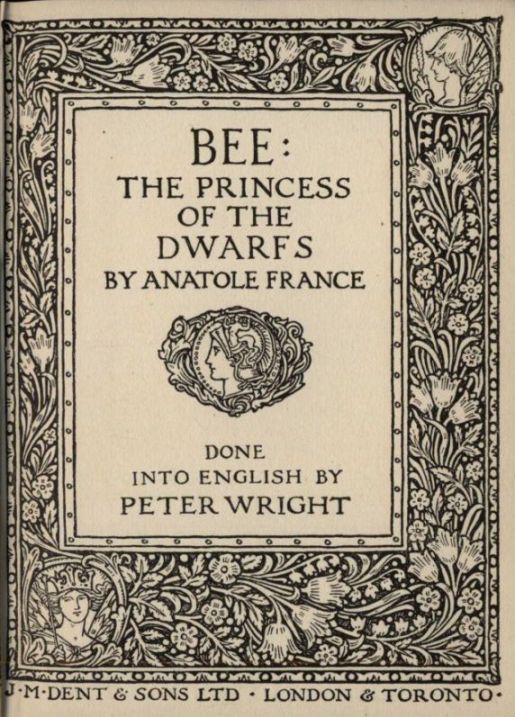 BEE:
THE PRINCESS
OF THE
DWARFS
BY ANATOLE FRANCE
DONE
INTO ENGLISH BY
PETER WRIGHT
J·M·DENT & SONS LTD · LONDON & TORONTO·